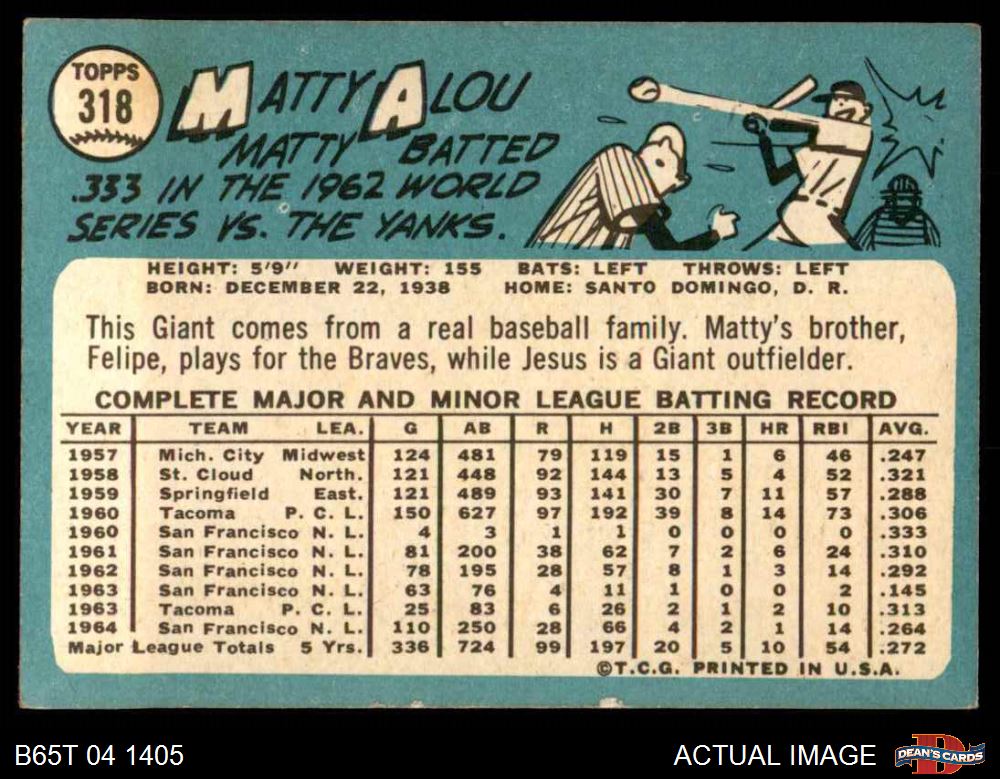 TOPPS
318
MATTY ALOU
MATTY BATTED
.333 IN THE 1962 WORLD
SERIES VS. THE YANKS.
HEIGHT: 5'9" WEIGHT: 155 BATS: LEFT THROWS: LEFT
BORN: DECEMBER 22, 1938 HOME: SANTO DOMINGO, D. R.
This Giant comes from a real baseball family. Matty's brother,
Felipe, plays for the Braves, while Jesus is a Giant outfielder.
COMPLETE MAJOR AND MINOR LEAGUE BATTING RECORD
YEAR TEAM LEA. G AB R H 2B 3B HR RBI AVG.
1957 Mich. City Midwest 124 481 79 119 15 1 6 46 .247
1958 St. Cloud North. 121 448 92 144 13 5 4 52 .321
1959 Springfield East. 121 489 93 141 30 7 11 57 .288
1960 Tacoma P. C. L. 150 627 97 192 39 8 14 73 .306
1960 San Francisco N. L. 4 3 1 1 0 0 0 0 .333
1961 San Francisco N. L. 81 200 38 62 7 2 6 24 .310
1962 San Francisco N. L. 78 195 28 57 8 1 3 14 .292
1963 San Francisco N. L. 63 76 4 11 1 0 0 2 .145
1963 Tacoma P. C. L. 25 83 6 26 2 1 2 10 .313
1964 San Francisco N. L. 110 250 28 66 4 2 1 14 .264
Major League Totals 5 Yrs. 336 724 99 197 20 5 10 54 .272
©T.C.G. PRINTED IN U.S.A.
B65T 04 1405
ACTUAL IMAGE
DEAN'S CARDS